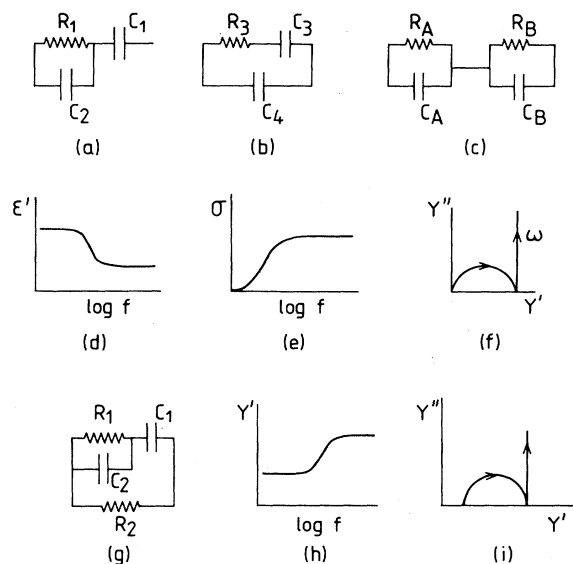 R1 C1
C2
(a)
R3 C3
C4
(b)
RA RB
CA CB
(c)
ε'
log f
(d)
σ
log f
(e)
Y"
ω
Y'
(f)
R1 C1
C2
R2
(g)
Y'
log f
(h)
Y"
Y'
(i)